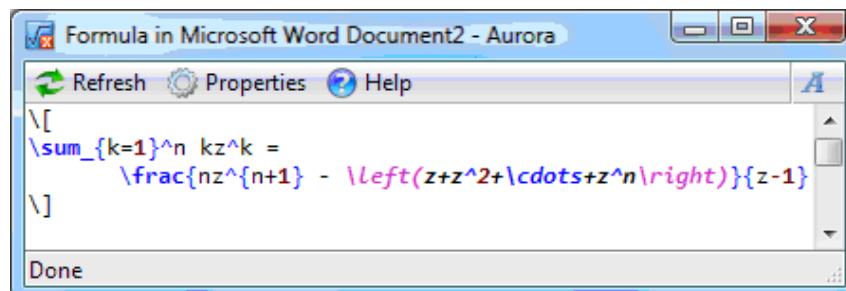 Formula in Microsoft Word Document2 - Aurora
Refresh Properties Help A
\[
\sum_{k=1}^n kz^k =
\frac{nz^{n+1} - \left(z+z^2+\cdots+z^n\right)}{z-1}
\]
Done